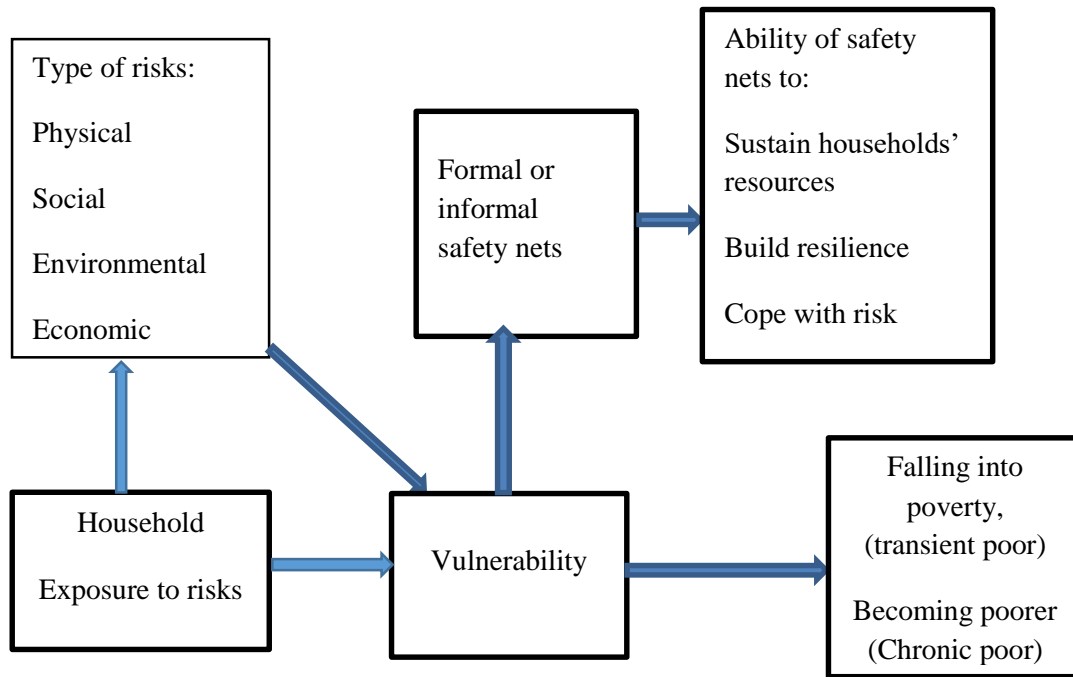 Type of risks:
Physical
Social
Environmental
Economic
Formal or
informal
safety nets
Ability of safety
nets to:
Sustain households’
resources
Build resilience
Cope with risk
Household
Exposure to risks
Vulnerability
Falling into
poverty,
(transient poor)
Becoming poorer
(Chronic poor)